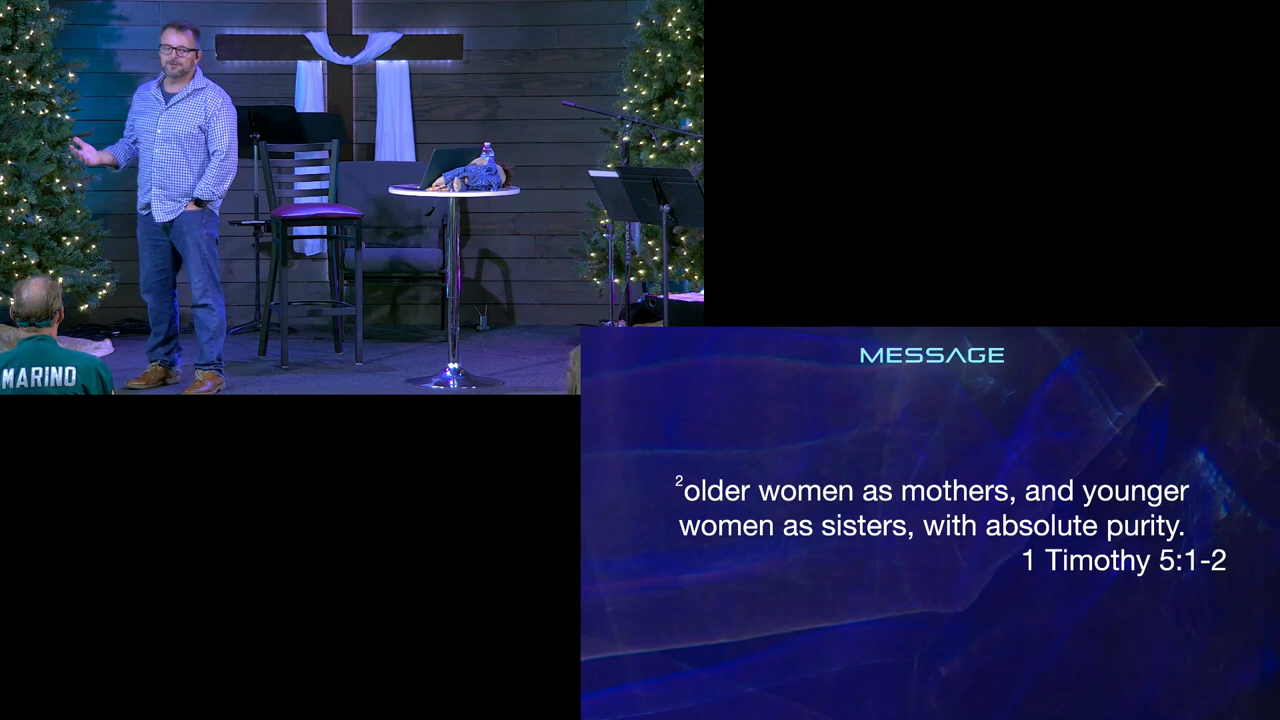 MARINO
MESSAGE
²older women as mothers, and younger
women as sisters, with absolute purity.
1 Timothy 5:1-2